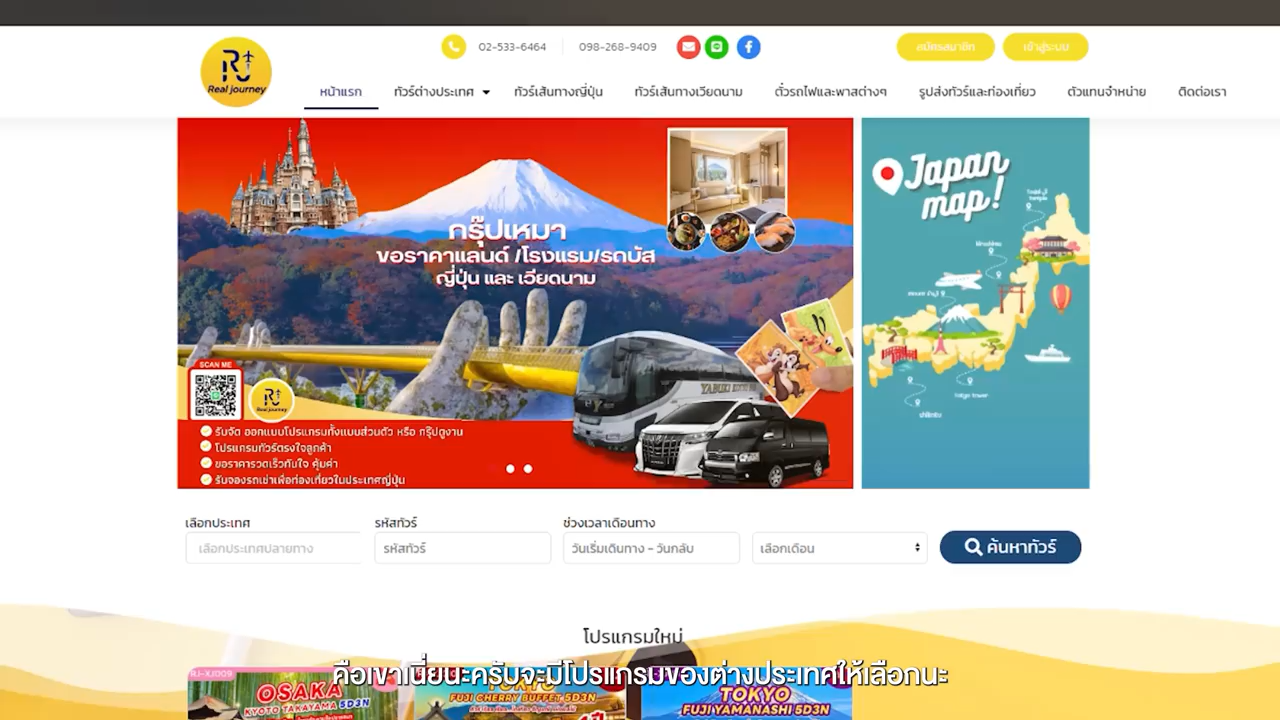 02-533-6464
098-268-9409
สมัครสมาชิก
เข้าสู่ระบบ
RJ
Real journey
หน้าแรก
ทัวร์ต่างประเทศ
ทัวร์เส้นทางญี่ปุ่น
ทัวร์เส้นทางเวียดนาม
ตั๋วรถไฟและพาสต่างๆ
รูปส่งทัวร์และท่องเที่ยว
ตัวแทนจำหน่าย
ติดต่อเรา
กรุ๊ปเหมา
ขอราคาแลนด์ /โรงแรม/รถบัส
ญี่ปุ่น และ เวียดนาม
SCAN ME
RJ
Real journey
รับจัด ออกแบบโปรแกรมทั้งแบบส่วนตัว หรือ กรุ๊ปดูงาน
โปรแกรมทัวร์ตรงใจลูกค้า
ขอราคารวดเร็วทันใจ คุ้มค่า
รับจองรถเช่าเพื่อท่องเที่ยวในประเทศญี่ปุ่น
Japan
map!
Tokyo tower
เลือกประเทศ
รหัสทัวร์
ช่วงเวลาเดินทาง
เลือกประเทศปลายทาง
รหัสทัวร์
วันเริ่มเดินทาง - วันกลับ
เลือกเดือน
ค้นหาทัวร์
โปรแกรมใหม่
คือเขาเนี่ยนะครับจะมีโปรแกรมของต่างประเทศให้เลือกนะ
RJ-XJ009
OSAKA
KYOTO TAKAYAMA 5D3N
TOKYO
FUJI CHERRY BUFFET 5D3N
TOKYO
FUJI YAMANASHI 5D3N